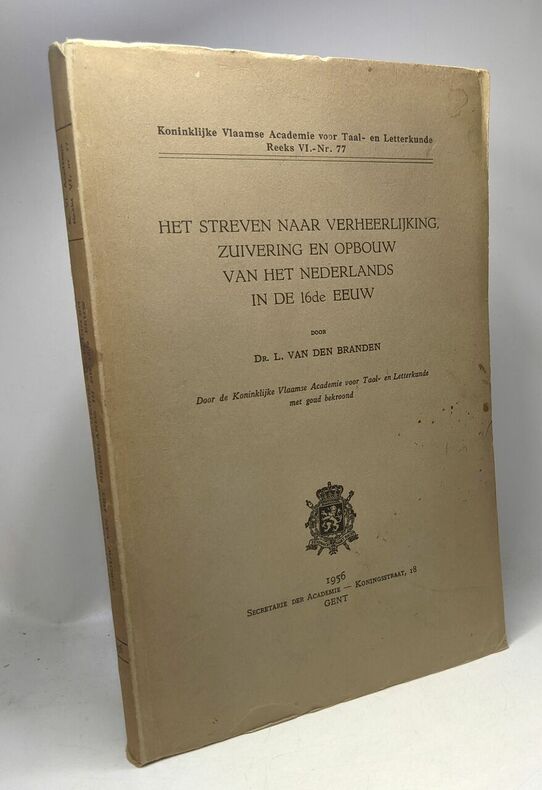 Koninklijke Vlaamse Academie voor Taal- en Letterkunde
Reeks VI.-Nr. 77
HET STREVEN NAAR VERHEERLIJKING,
ZUIVERING EN OPBOUW
VAN HET NEDERLANDS
IN DE 16de EEUW
DOOR
DR. L. VAN DEN BRANDEN
Door de Koninklijke Vlaamse Academie voor Taal- en Letterkunde
met goud bekroond
1956
SECRETARIE DER ACADEMIE — KONINGSSTRAAT, 18
GENT